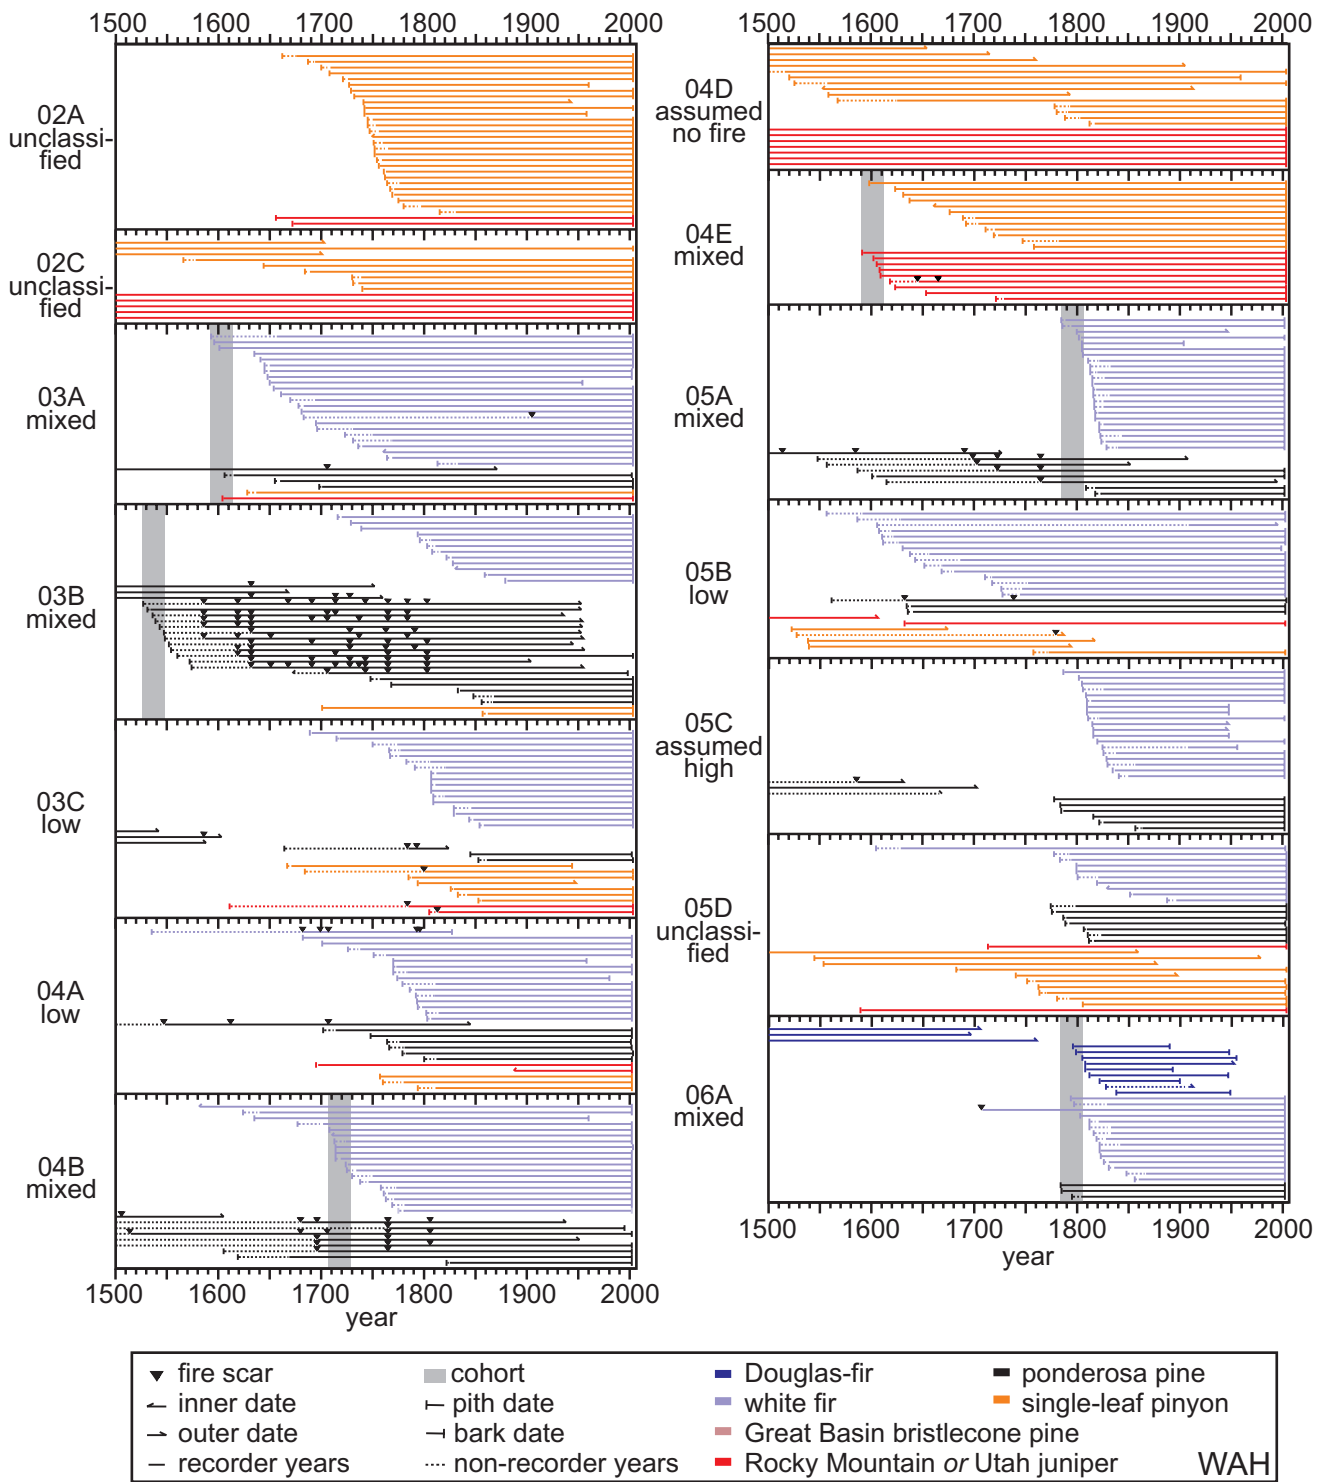 1500 1600 1700 1800 1900 2000
02A
unclassi-
fied
02C
unclassi-
fied
03A
mixed
03B
mixed
03C
low
04A
low
04B
mixed
1500 1600 1700 1800 1900 2000
year
1500 1600 1700 1800 1900 2000
04D
assumed
no fire
04E
mixed
05A
mixed
05B
low
05C
assumed
high
05D
unclassi-
fied
06A
mixed
1500 1600 1700 1800 1900 2000
year
fire scar
inner date
outer date
recorder years
cohort
pith date
bark date
non-recorder years
Douglas-fir
white fir
Great Basin bristlecone pine
Rocky Mountain or Utah juniper
ponderosa pine
single-leaf pinyon
WAH